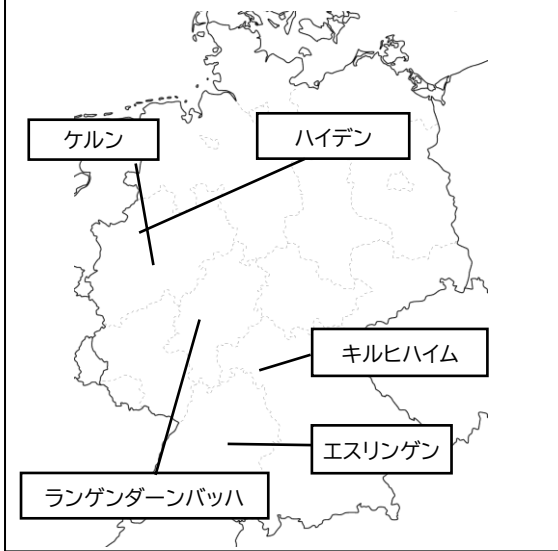 ケルン
ハイデン
キルヒハイム
エスリンゲン
ランゲンダーンバッハ